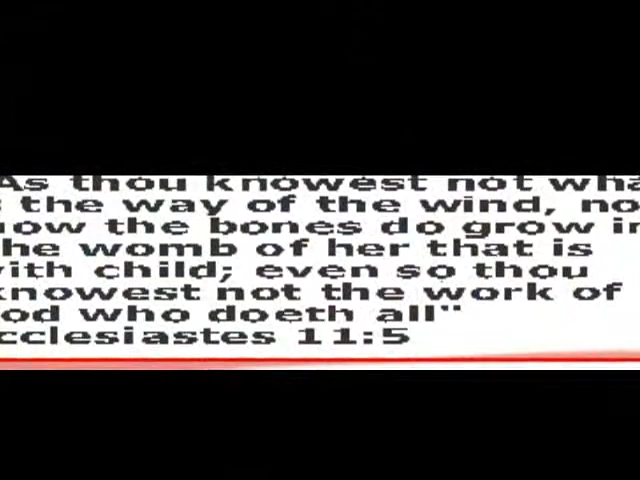 As thou knowest not wha
the way of the wind, no
ow the bones do grow in
he womb of her that is
ith child; even so thou
nowest not the work of
od who doeth all"
cclesiastes 11:5